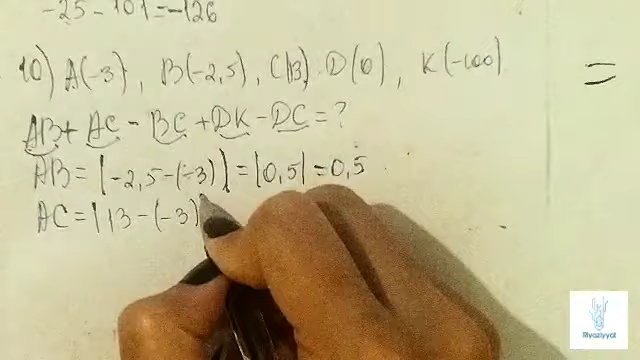 -25-101=-126
10) A(-3), B(-2,5), C(13) D(0), K(-100)
=
AB+AC-BC+DK-DC=?
AB=|-2,5-(-3)|=|0,5|=0,5
AC=|13-(-3)
Riyaziyyat